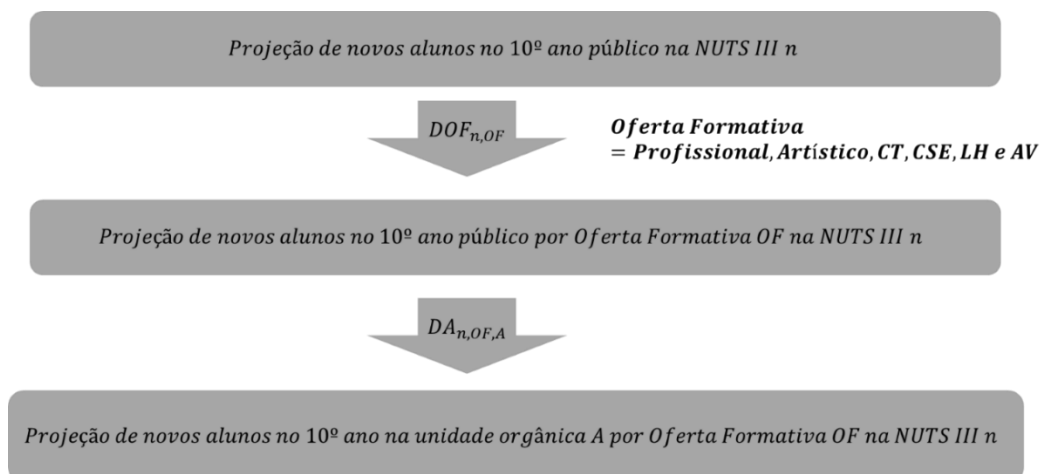 Projeção de novos alunos no 10º ano público na NUTS III n
DOFn,OF
Oferta Formativa
= Profissional, Artístico, CT, CSE, LH e AV
Projeção de novos alunos no 10º ano público por Oferta Formativa OF na NUTS III n
DAn,OF,A
Projeção de novos alunos no 10º ano na unidade orgânica A por Oferta Formativa OF na NUTS III n